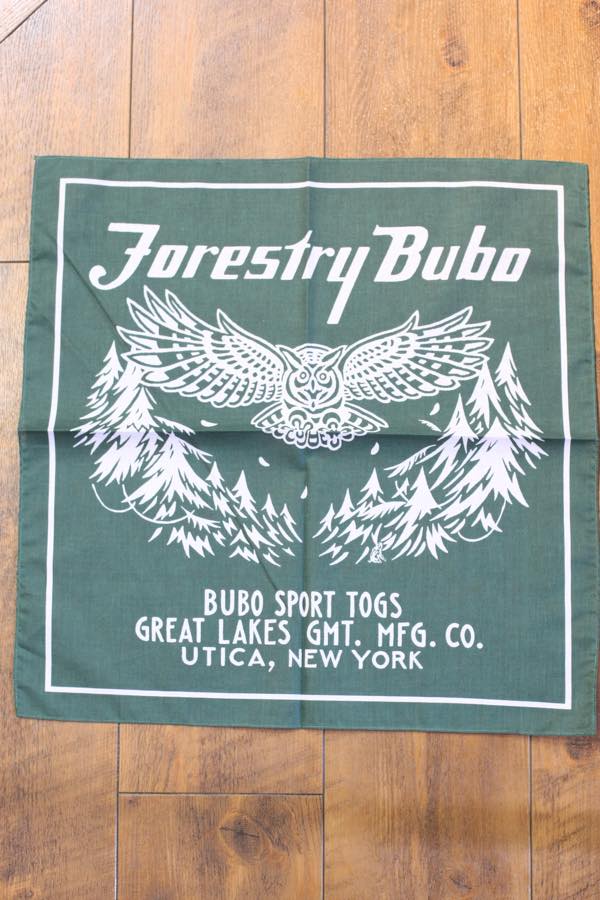 Forestry Bubo
BUBO SPORT TOGS
GREAT LAKES GMT. MFG. CO.
UTICA, NEW YORK